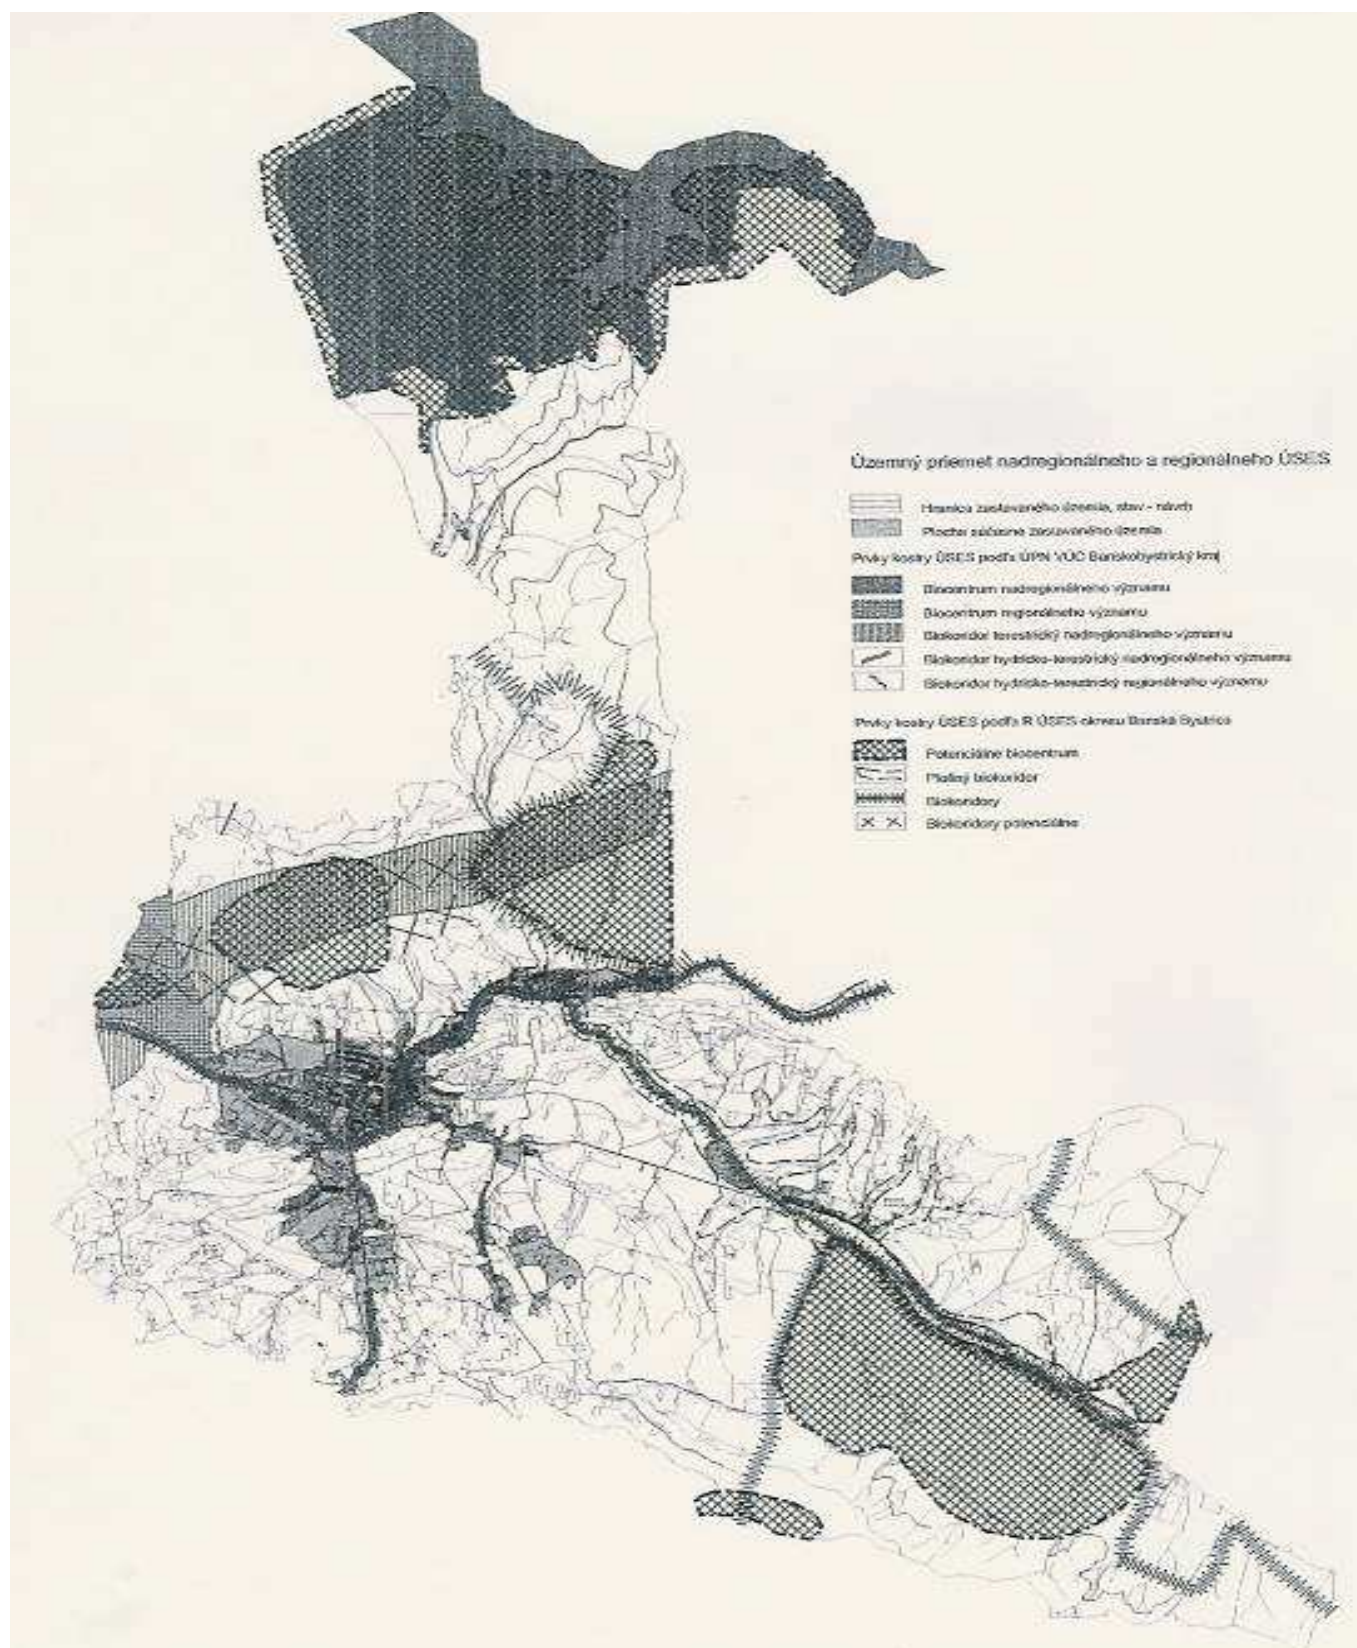 Územný priemet nadregionálneho a regionálneho ÚSES
Hranica zastavaného územia, stav - návrh
Plocha súčasne zastavaného územia
Prvky kostry ÚSES podľa ÚPN VÚC Banskobystrický kraj
Biocentrum nadregionálneho významu
Biocentrum regionálneho významu
Biokoridor terestrický nadregionálneho významu
Biokoridor hydricko-terestrický nadregionálneho významu
Biokoridor hydricko-terestrický regionálneho významu
Prvky kostry ÚSES podľa R ÚSES okresu Banská Bystrica
Potenciálne biocentrum
Plošný biokoridor
Biokoridory
Biokoridory potenciálne